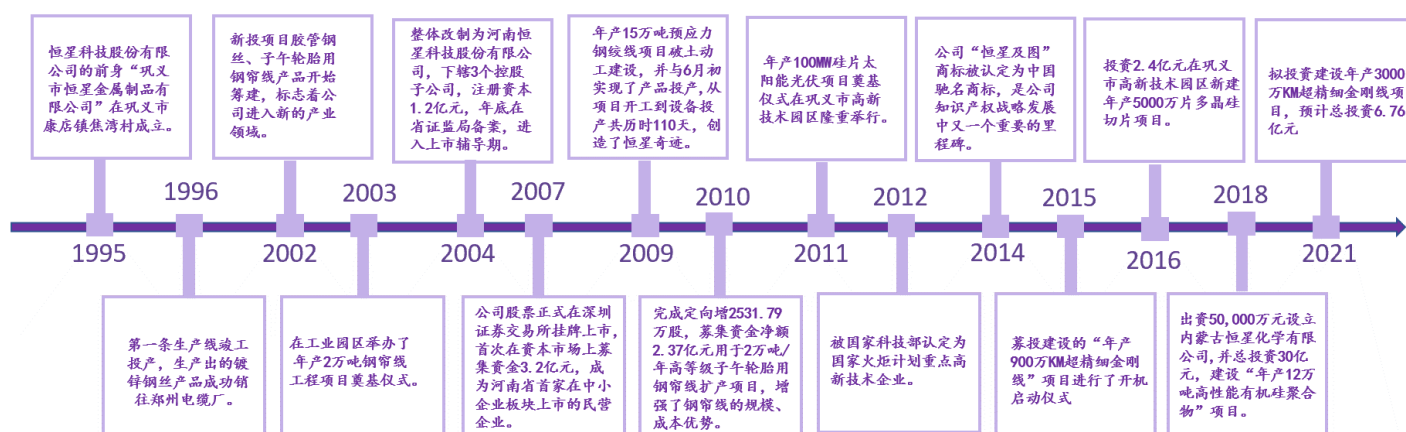 恒星科技股份有限
公司的前身“巩义
市恒星金属制品有
限公司”在巩义市
康店镇焦湾村成立。
新投项目胶管钢
丝、子午轮胎用
钢帘线产品开始
筹建，标志着公
司进入新的产业
领域。
整体改制为河南恒
星科技股份有限公
司，下辖3个控股
子公司，注册资本
1.2亿元，年底在
省证监局备案，进
入上市辅导期。
年产15万吨预应力
钢绞线项目破土动
工建设，并与6月初
实现了产品投产，从
项目开工到设备投
产共历时110天，创
造了恒星奇迹。
年产100MW硅片太
阳能光伏项目奠基
仪式在巩义市高新
技术园区隆重举行。
公司“恒星及图”
商标被认定为中国
驰名商标，是公司
知识产权战略发展
中又一个重要的里
程碑。
投资2.4亿元在巩义
市高新技术园区新建
年产5000万片多晶硅
切片项目。
拟投资建设年产3000
万KM超精细金刚线项
目，预计总投资6.76
亿元
1996
2003
2007
2010
2012
2015
2018
1995
2002
2004
2009
2011
2014
2016
2021
第一条生产线竣工
投产，生产出的镀
锌钢丝产品成功销
往郑州电缆厂。
在工业园区举办了
年产2万吨钢帘线
工程项目奠基仪式。
公司股票正式在深圳
证券交易所挂牌上市，
首次在资本市场上募
集资金3.2亿元，成
为河南省首家在中小
企业板块上市的民营
企业。
完成定向增2531.79
万股，募集资金净额
2.37亿元用于2万吨/
年高等级子午轮胎用
钢帘线扩产项目，增
强了钢帘线的规模、
成本优势。
被国家科技部认定为
国家火炬计划重点高
新技术企业。
募投建设的“年产
900万KM超精细金刚
线”项目进行了开机
启动仪式
出资50,000万元设立
内蒙古恒星化学有限
公司，并总投资30亿
元，建设“年产12万
吨高性能有机硅聚合
物”项目。